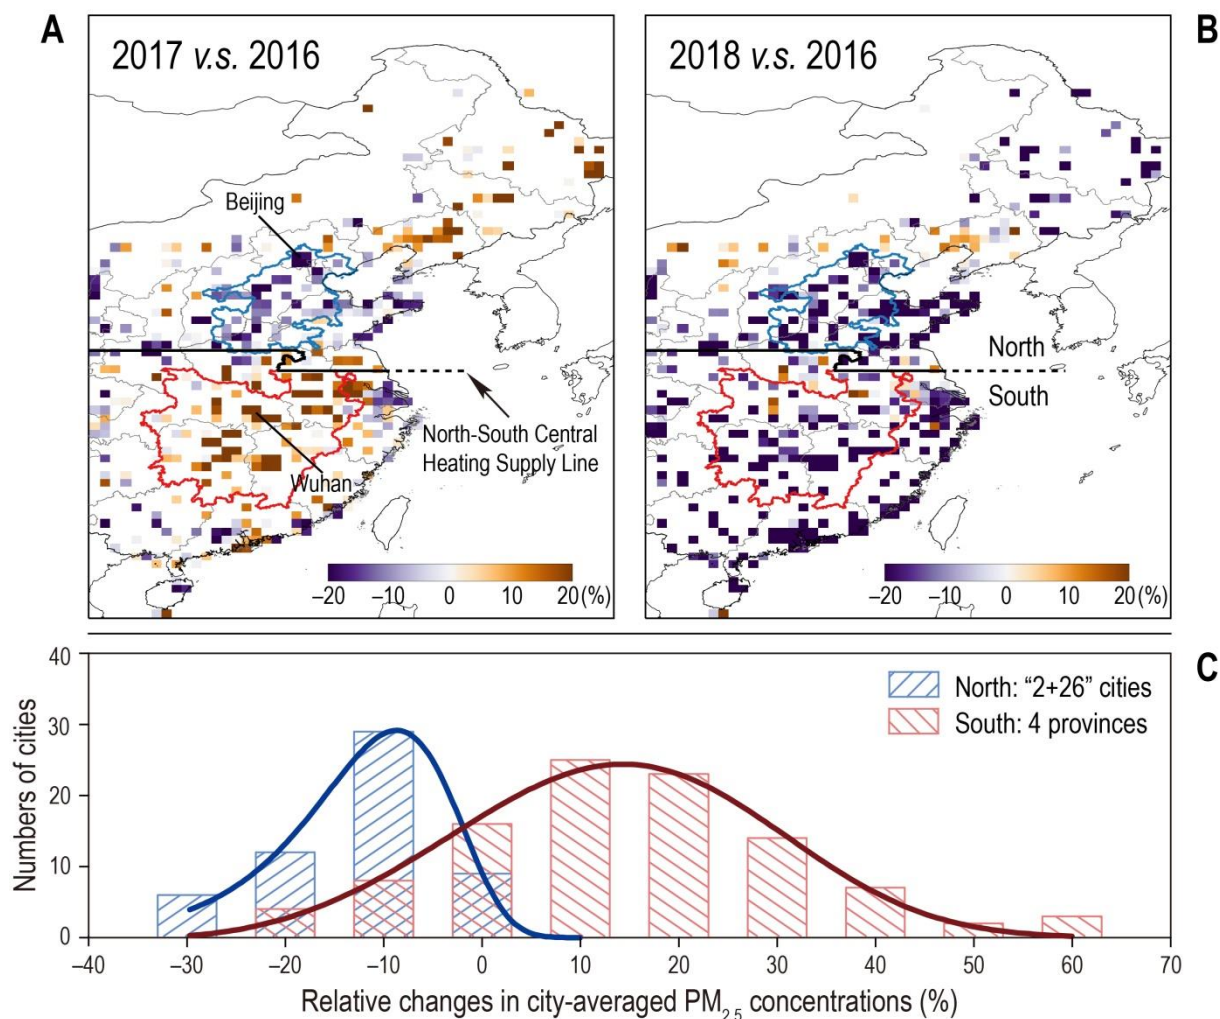 A
2017 v.s. 2016
Beijing
Wuhan
North-South Central
Heating Supply Line
−20 −10 0 10 20 (%)
B
2018 v.s. 2016
North
South
−20 −10 0 10 20 (%)
C
North: “2+26” cities
South: 4 provinces
Numbers of cities
40
30
20
10
0
−40 −30 −20 −10 0 10 20 30 40 50 60 70
Relative changes in city-averaged PM2.5 concentrations (%)